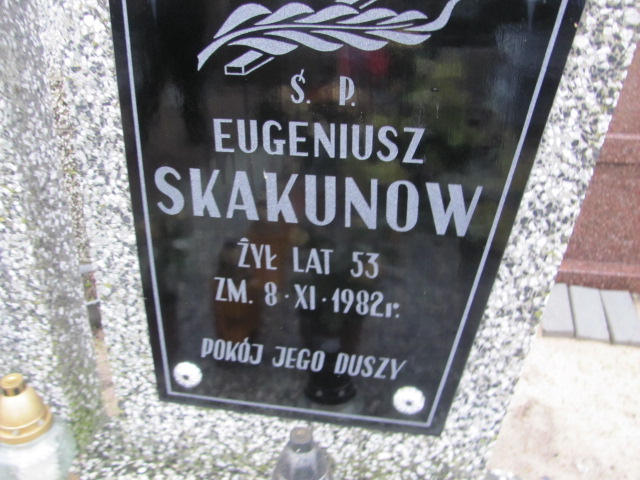 Ś. P.
EUGENIUSZ
SKAKUNOW
ŻYŁ LAT 53
ZM. 8·XI·1982r.
POKÓJ JEGO DUSZY